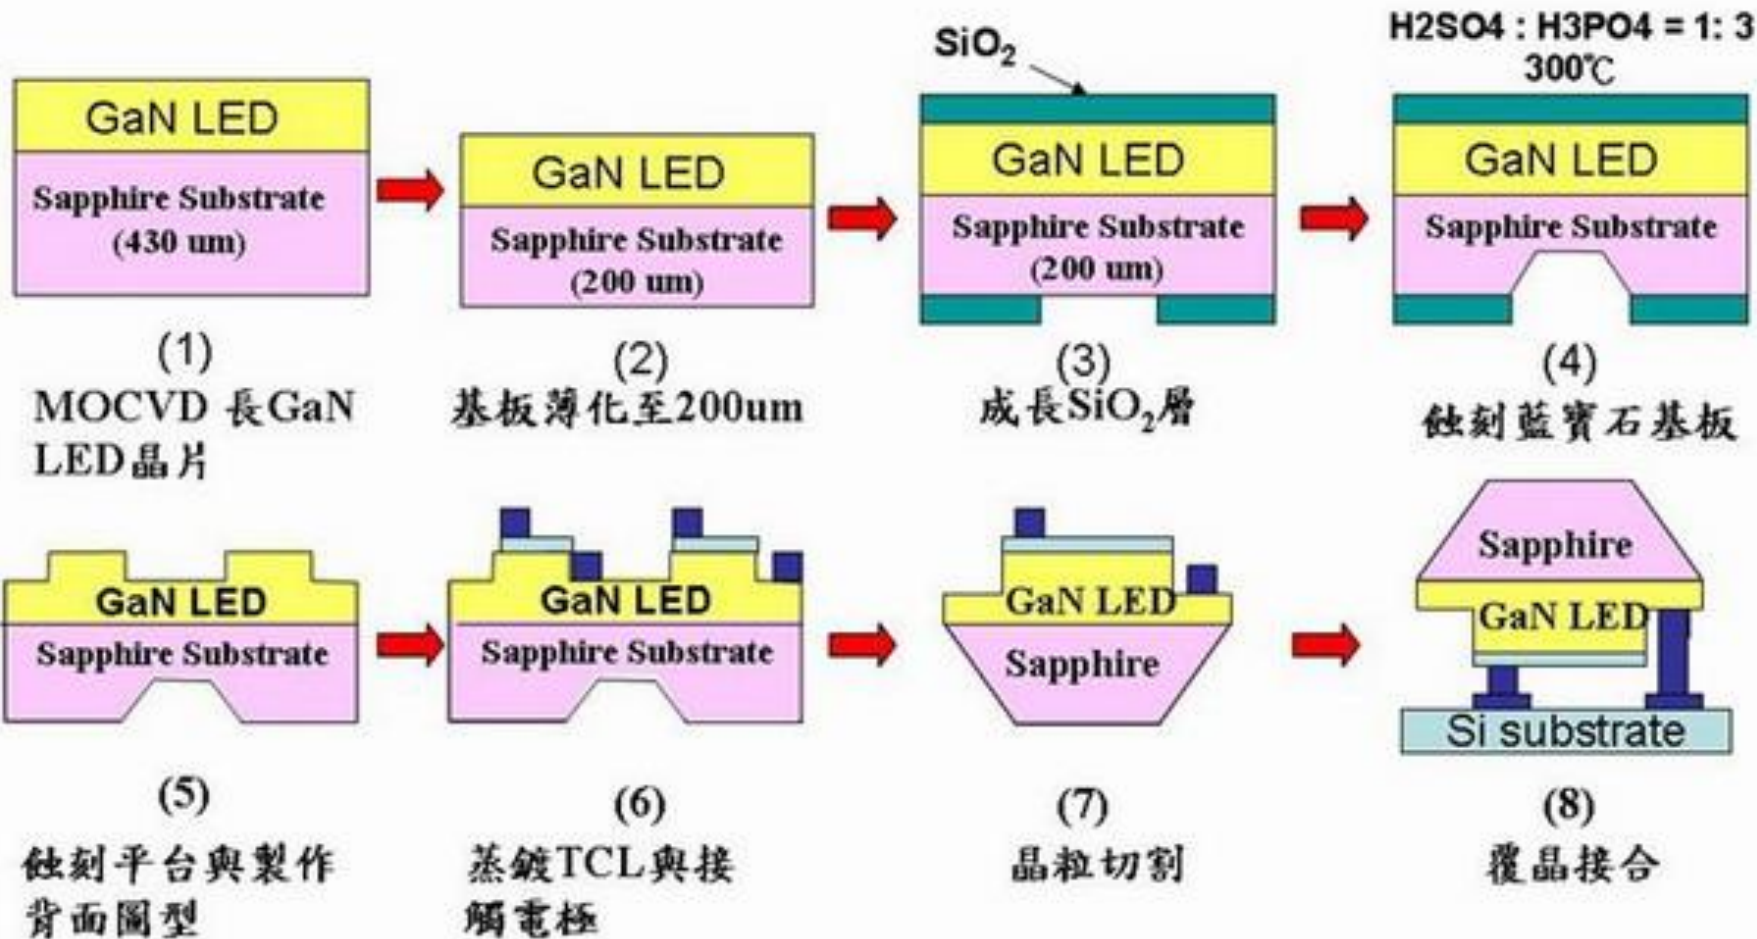 GaN LED
Sapphire Substrate
(430 um)
(1)
MOCVD 長GaN
LED晶片
GaN LED
Sapphire Substrate
(200 um)
(2)
基板薄化至200um
SiO₂
GaN LED
Sapphire Substrate
(200 um)
(3)
成長SiO₂層
H2SO4 : H3PO4 = 1: 3
300℃
GaN LED
Sapphire Substrate
(4)
蝕刻藍寶石基板
GaN LED
Sapphire Substrate
(5)
蝕刻平台與製作
背面圖型
GaN LED
Sapphire Substrate
(6)
蒸鍍TCL與接
觸電極
GaN LED
Sapphire
(7)
晶粒切割
Sapphire
GaN LED
Si substrate
(8)
覆晶接合